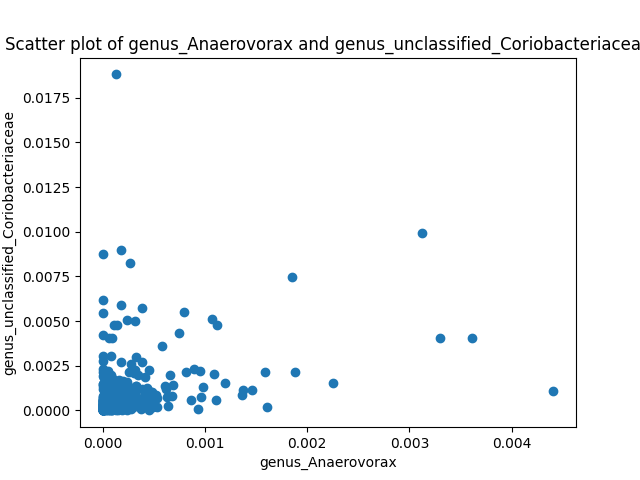 Scatter plot of genus_Anaerovorax and genus_unclassified_Coriobacteriacea
genus_unclassified_Coriobacteriaceae
0.0175
0.0150
0.0125
0.0100
0.0075
0.0050
0.0025
0.0000
0.000 0.001 0.002 0.003 0.004
genus_Anaerovorax